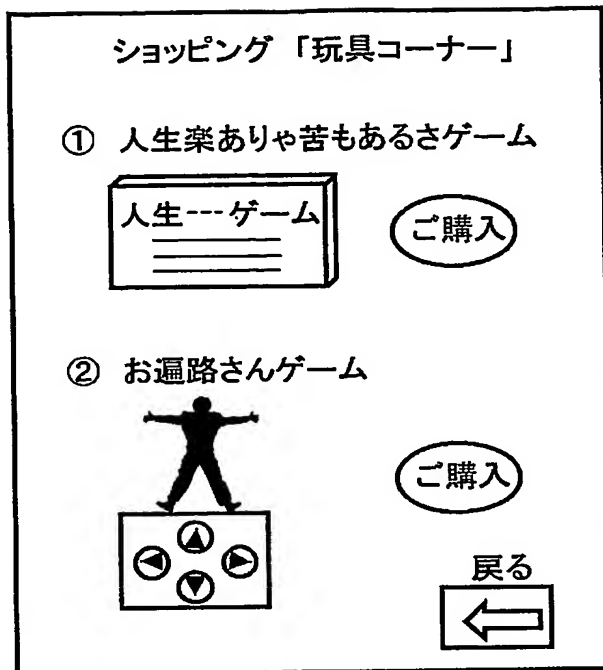 ショッピング 「玩具コーナー」
① 人生楽ありゃ苦もあるさゲーム
人生---ゲーム
ご購入
② お遍路さんゲーム
ご購入
戻る